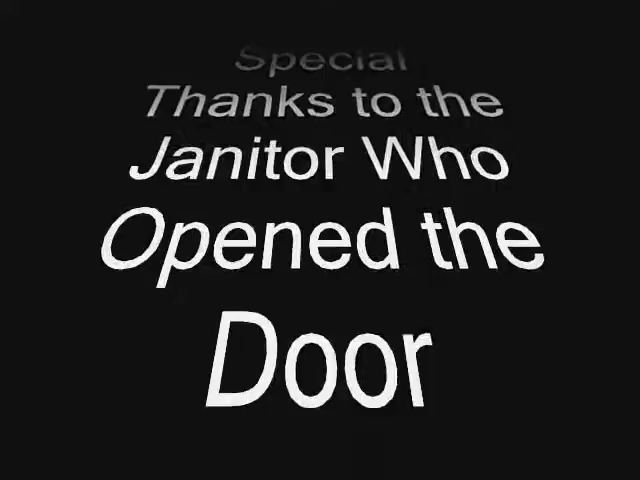 Special
Thanks to the
Janitor Who
Opened the
Door